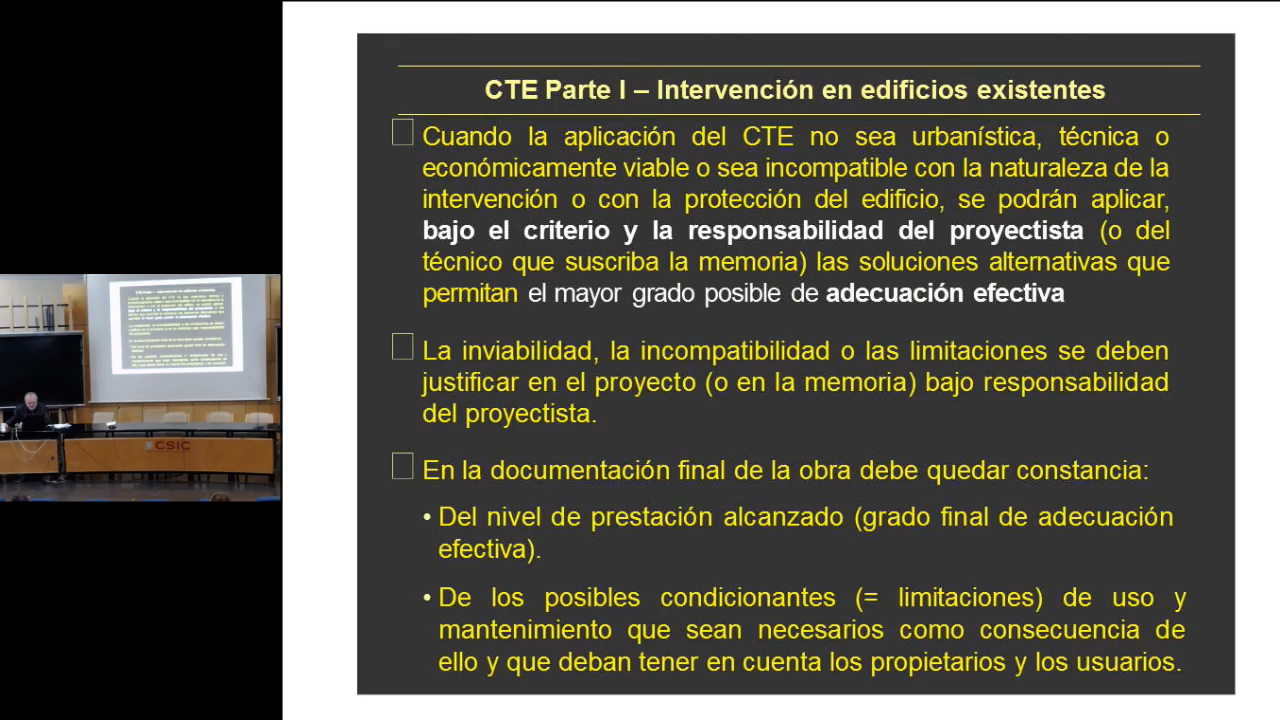 CTE Parte I – Intervención en edificios existentes
Cuando la aplicación del CTE no sea urbanística, técnica o
económicamente viable o sea incompatible con la naturaleza de la
intervención o con la protección del edificio, se podrán aplicar,
bajo el criterio y la responsabilidad del proyectista (o del
técnico que suscriba la memoria) las soluciones alternativas que
permitan el mayor grado posible de adecuación efectiva
La inviabilidad, la incompatibilidad o las limitaciones se deben
justificar en el proyecto (o en la memoria) bajo responsabilidad
del proyectista.
En la documentación final de la obra debe quedar constancia:
• Del nivel de prestación alcanzado (grado final de adecuación
efectiva).
• De los posibles condicionantes (= limitaciones) de uso y
mantenimiento que sean necesarios como consecuencia de
ello y que deban tener en cuenta los propietarios y los usuarios.
CSIC